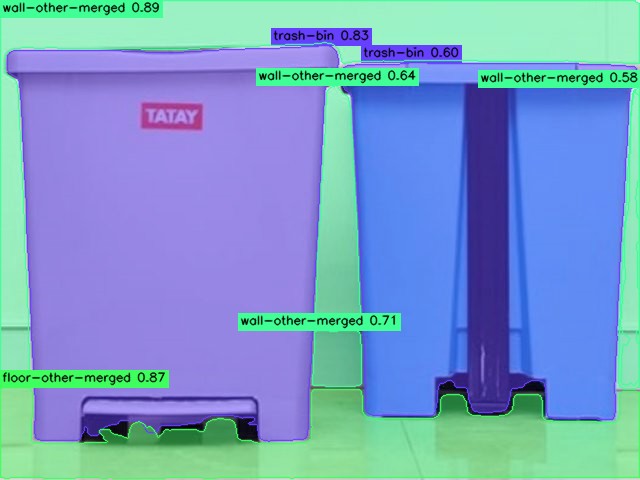 wall-other-merged 0.89
trash-bin 0.83
trash-bin 0.60
wall-other-merged 0.64
wall-other-merged 0.58
TATAY
wall-other-merged 0.71
floor-other-merged 0.87